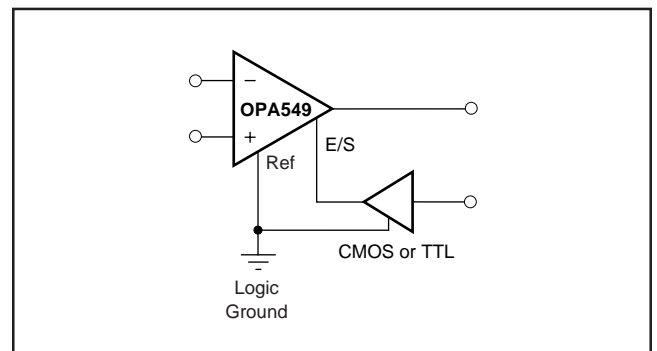 −
OPA549
+
E/S
Ref
CMOS or TTL
Logic
Ground